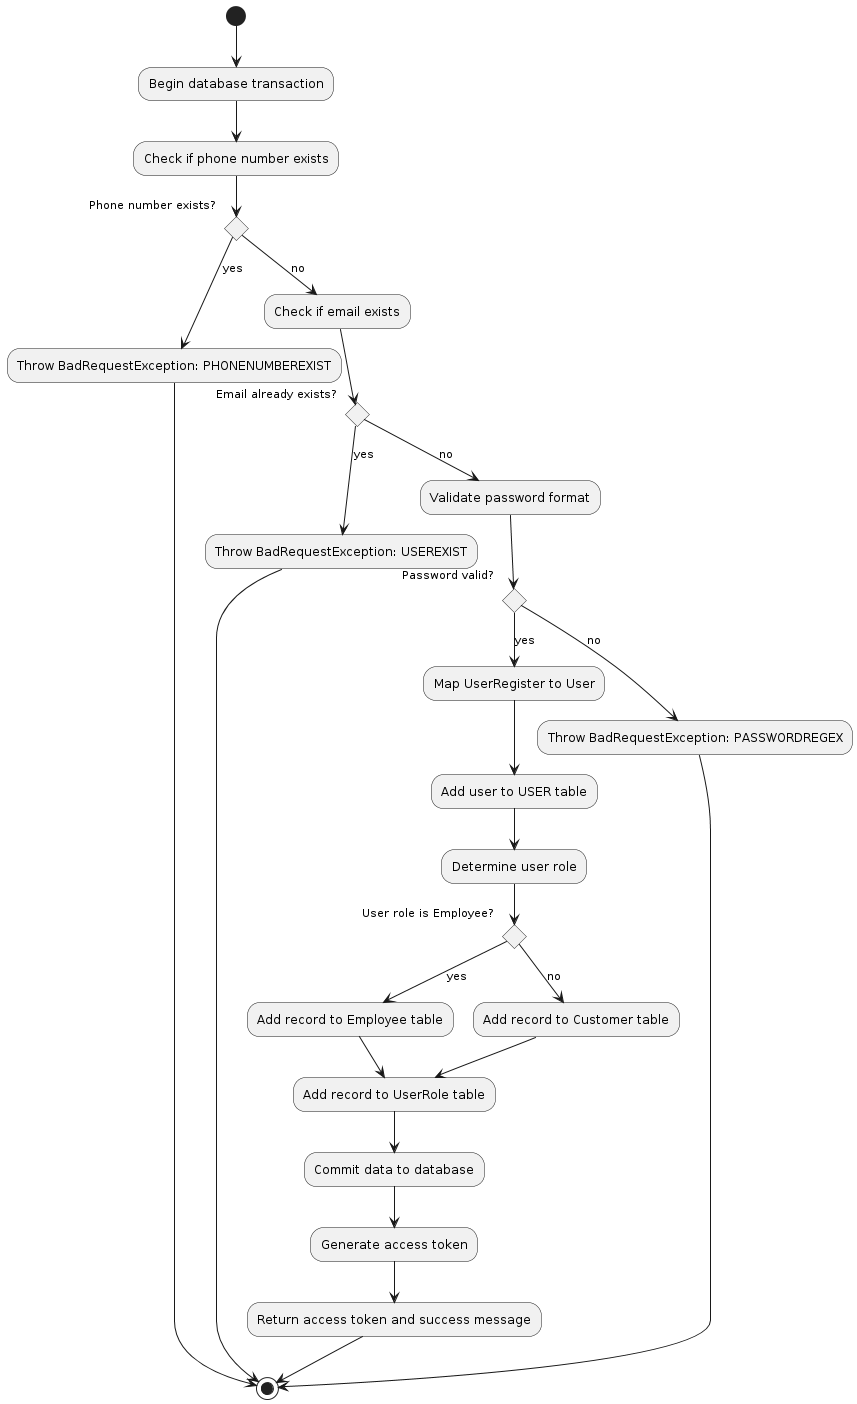 Begin database transaction
Check if phone number exists
Phone number exists?
yes
no
Check if email exists
Throw BadRequestException: PHONENUMBEREXIST
Email already exists?
yes
no
Validate password format
Throw BadRequestException: USEREXIST
Password valid?
yes
no
Map UserRegister to User
Throw BadRequestException: PASSWORDREGEX
Add user to USER table
Determine user role
User role is Employee?
yes
no
Add record to Employee table
Add record to Customer table
Add record to UserRole table
Commit data to database
Generate access token
Return access token and success message